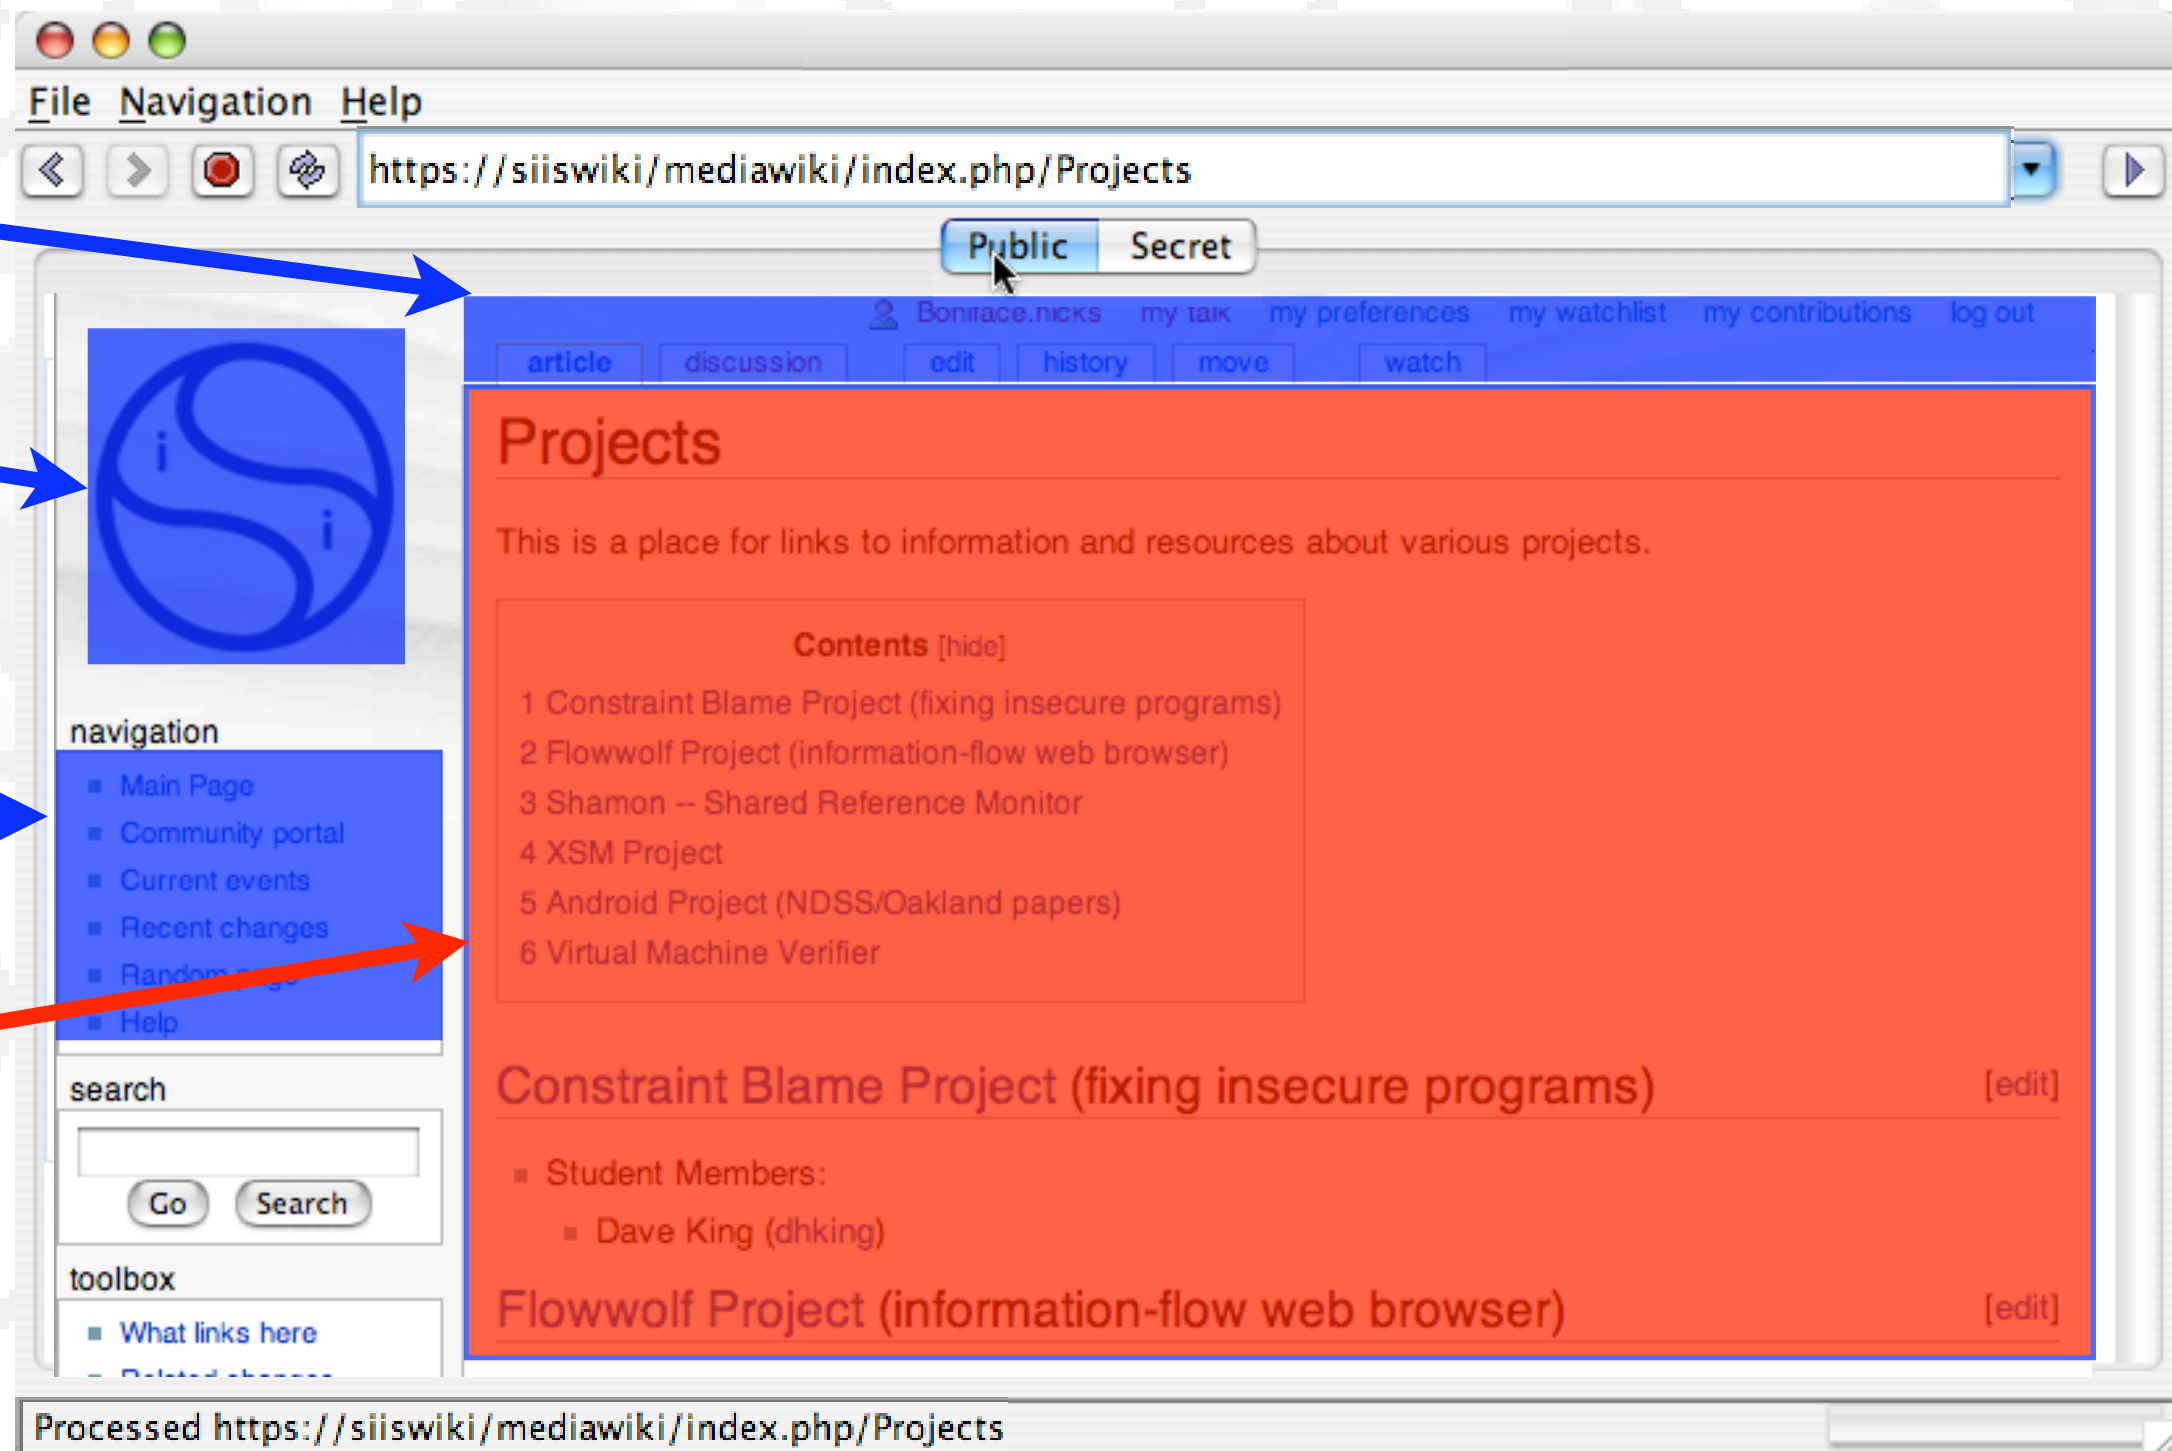 File Navigation Help
https://siiswiki/mediawiki/index.php/Projects
Public Secret
Boniface.nicks my talk my preferences my watchlist my contributions log out
article discussion edit history move watch
i
i
navigation
Main Page
Community portal
Current events
Recent changes
Random page
Help
search
Go Search
toolbox
What links here
Related changes
Projects
This is a place for links to information and resources about various projects.
Contents [hide]
1 Constraint Blame Project (fixing insecure programs)
2 Flowwolf Project (information-flow web browser)
3 Shamon -- Shared Reference Monitor
4 XSM Project
5 Android Project (NDSS/Oakland papers)
6 Virtual Machine Verifier
Constraint Blame Project (fixing insecure programs) [edit]
Student Members:
Dave King (dhking)
Flowwolf Project (information-flow web browser) [edit]
Processed https://siiswiki/mediawiki/index.php/Projects